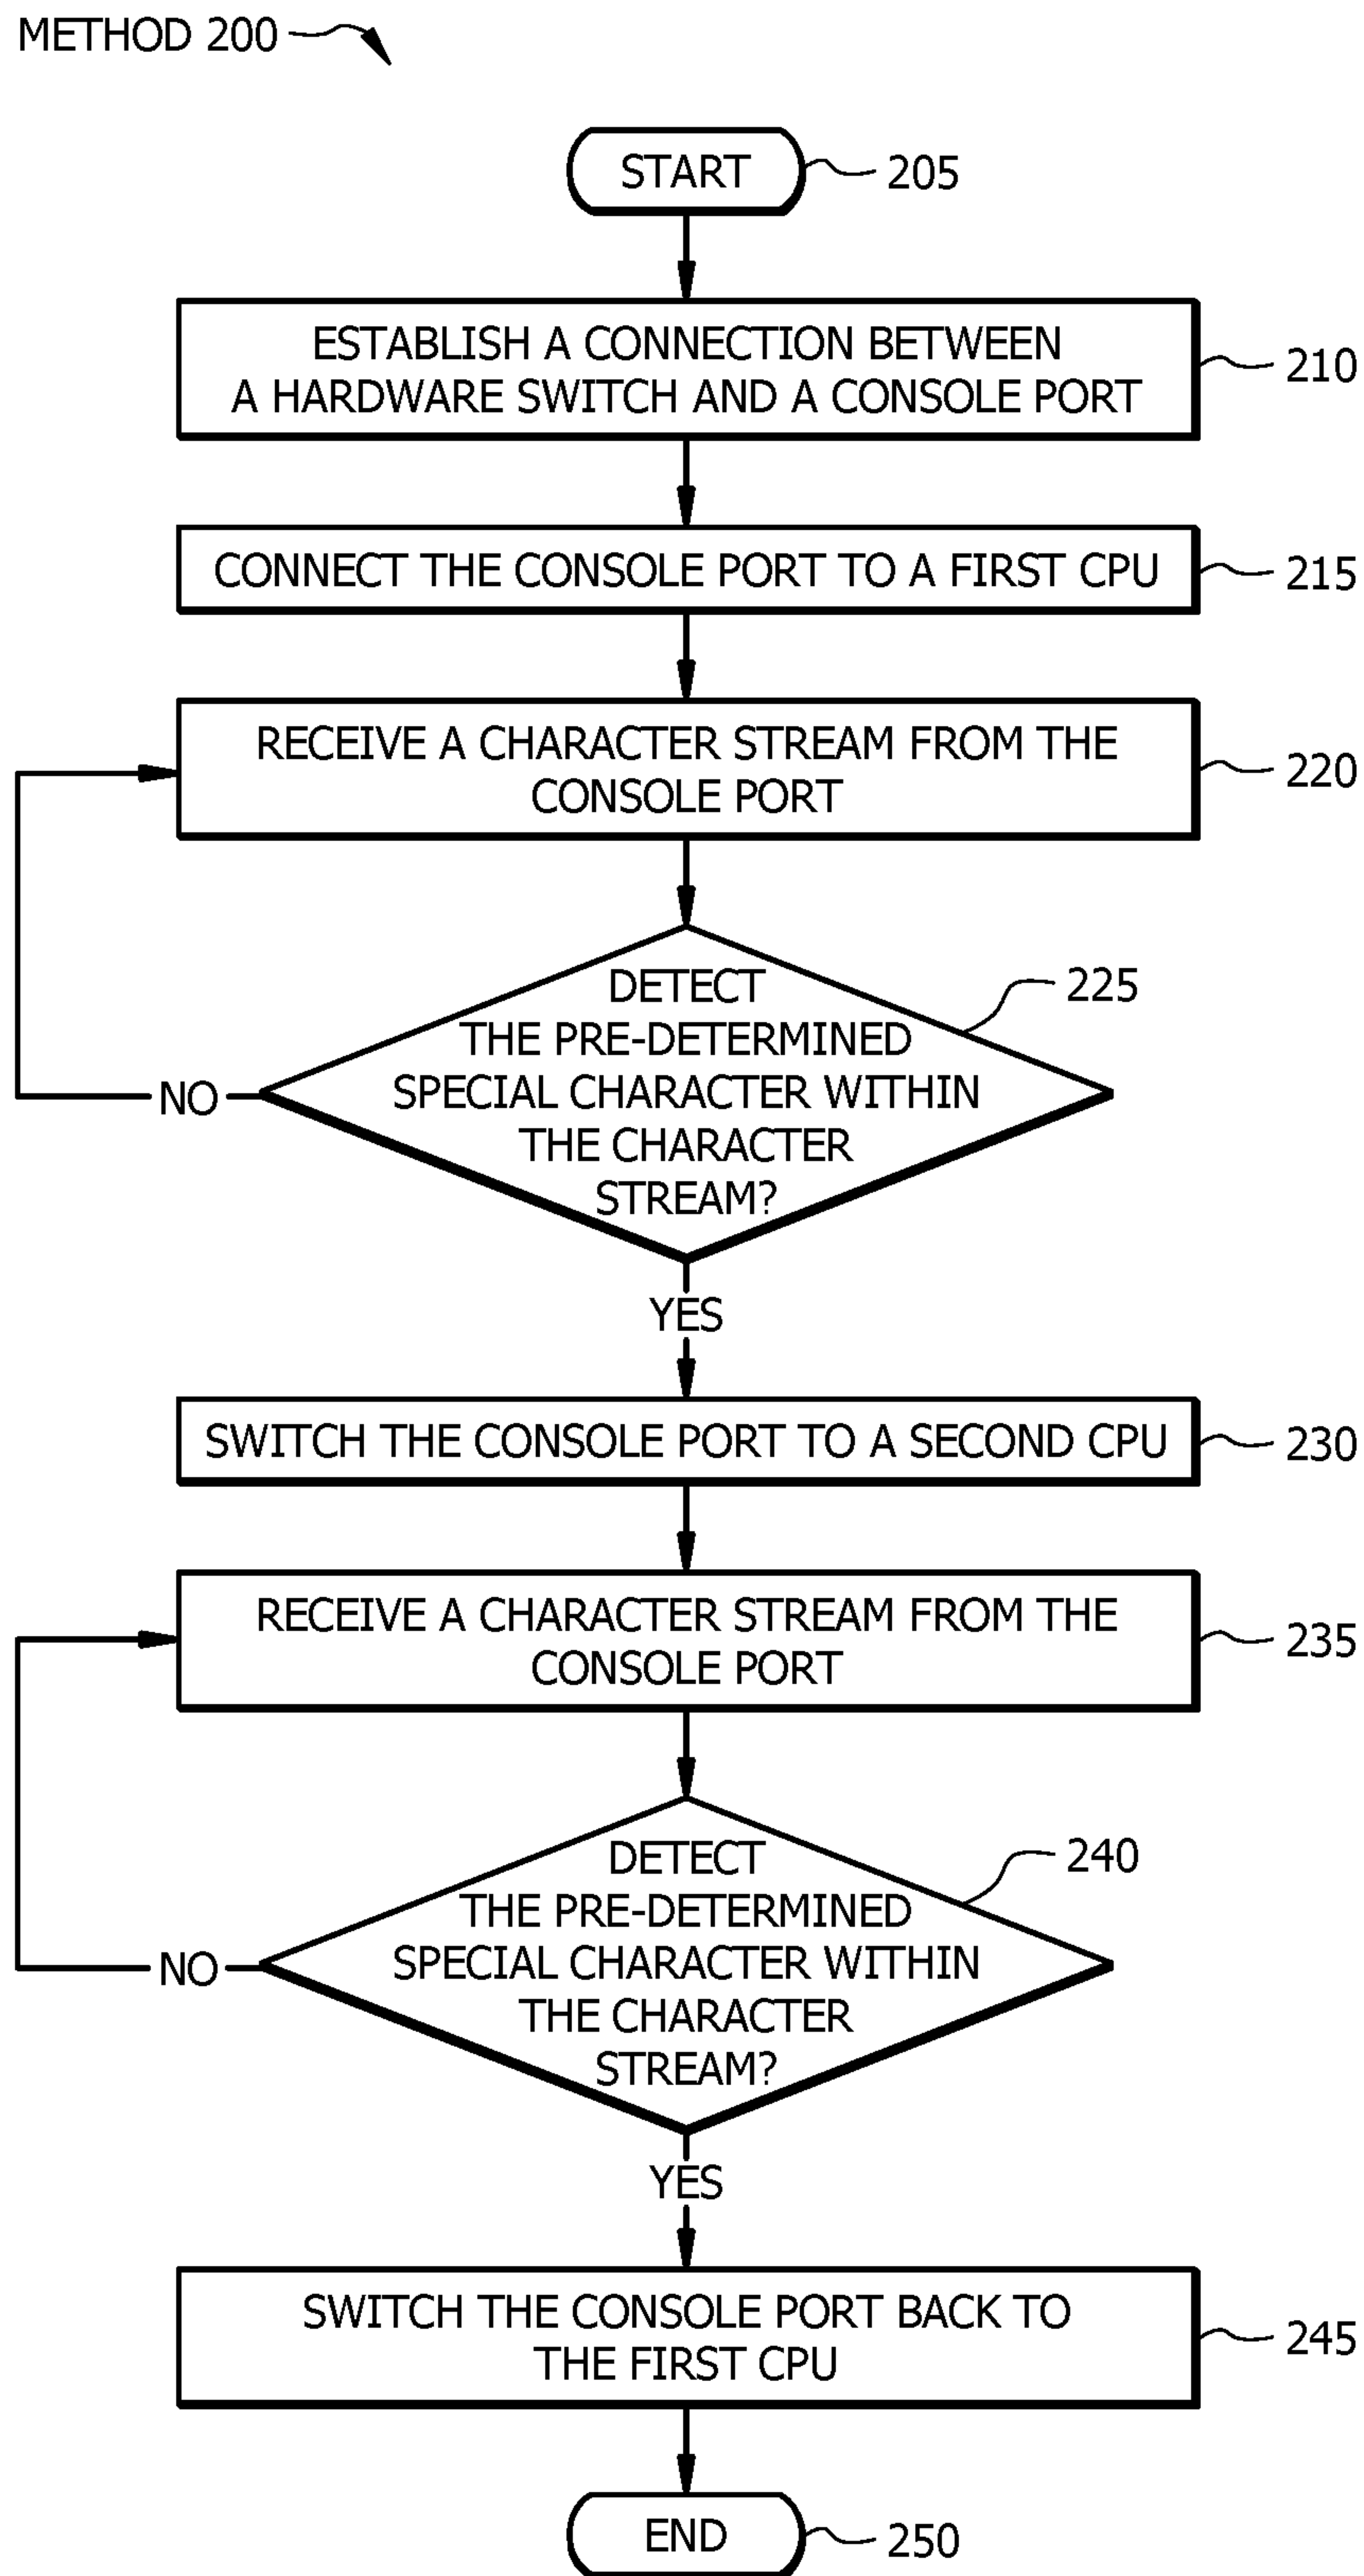 METHOD 200
START
205
ESTABLISH A CONNECTION BETWEEN
A HARDWARE SWITCH AND A CONSOLE PORT
210
CONNECT THE CONSOLE PORT TO A FIRST CPU
215
RECEIVE A CHARACTER STREAM FROM THE
CONSOLE PORT
220
DETECT
THE PRE-DETERMINED
SPECIAL CHARACTER WITHIN
THE CHARACTER
STREAM?
225
NO
YES
SWITCH THE CONSOLE PORT TO A SECOND CPU
230
RECEIVE A CHARACTER STREAM FROM THE
CONSOLE PORT
235
DETECT
THE PRE-DETERMINED
SPECIAL CHARACTER WITHIN
THE CHARACTER
STREAM?
240
NO
YES
SWITCH THE CONSOLE PORT BACK TO
THE FIRST CPU
245
END
250